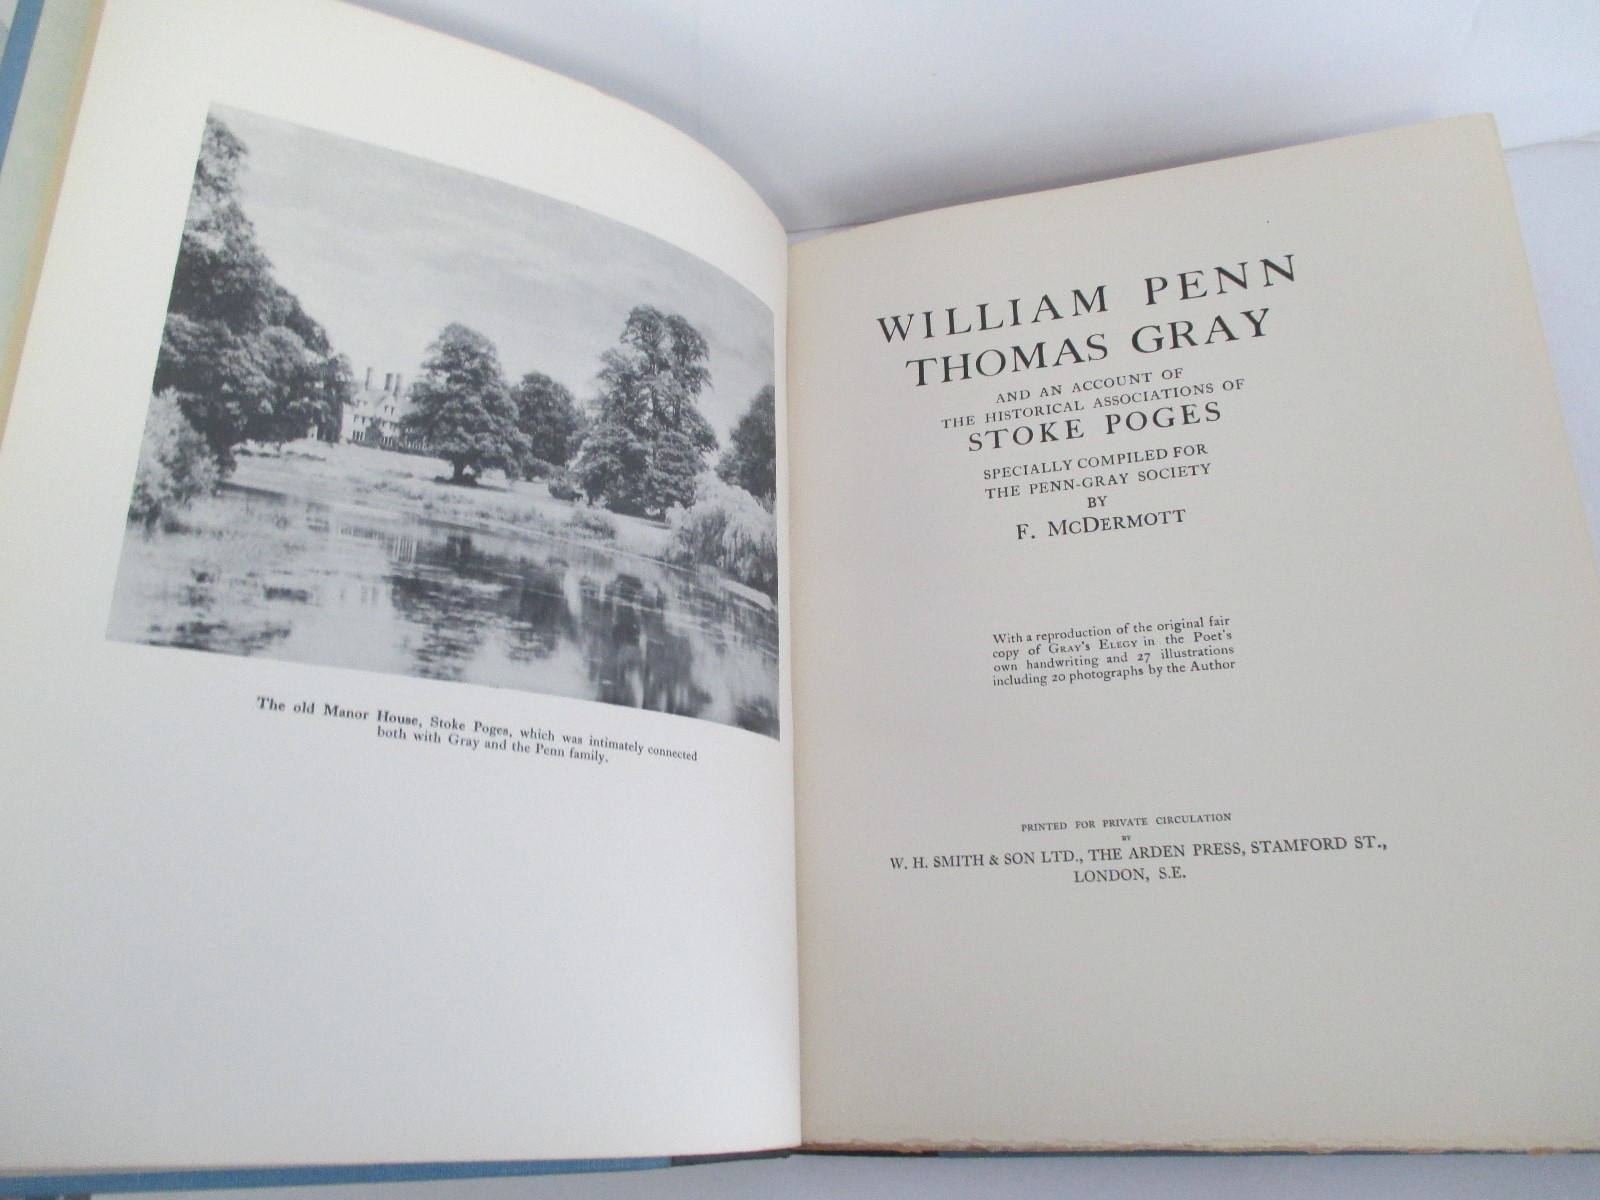 The old Manor House, Stoke Poges, which was intimately connected
both with Gray and the Penn family.
WILLIAM PENN
THOMAS GRAY
AND AN ACCOUNT OF
THE HISTORICAL ASSOCIATIONS OF
STOKE POGES
SPECIALLY COMPILED FOR
THE PENN-GRAY SOCIETY
BY
F. McDERMOTT
With a reproduction of the original fair
copy of GRAY'S ELEGY in the Poet's
own handwriting and 27 illustrations
including 20 photographs by the Author
PRINTED FOR PRIVATE CIRCULATION
BY
W. H. SMITH & SON LTD., THE ARDEN PRESS, STAMFORD ST.,
LONDON, S.E.